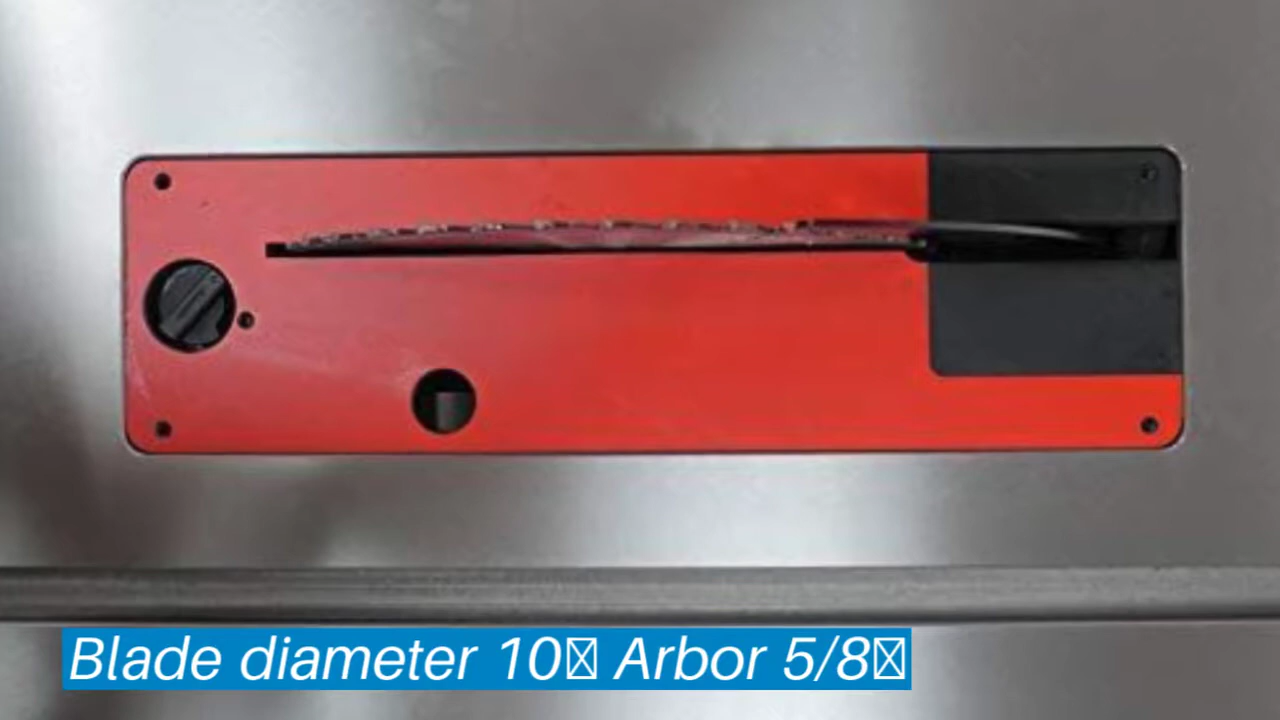 Blade diameter 10〿 Arbor 5/8〿